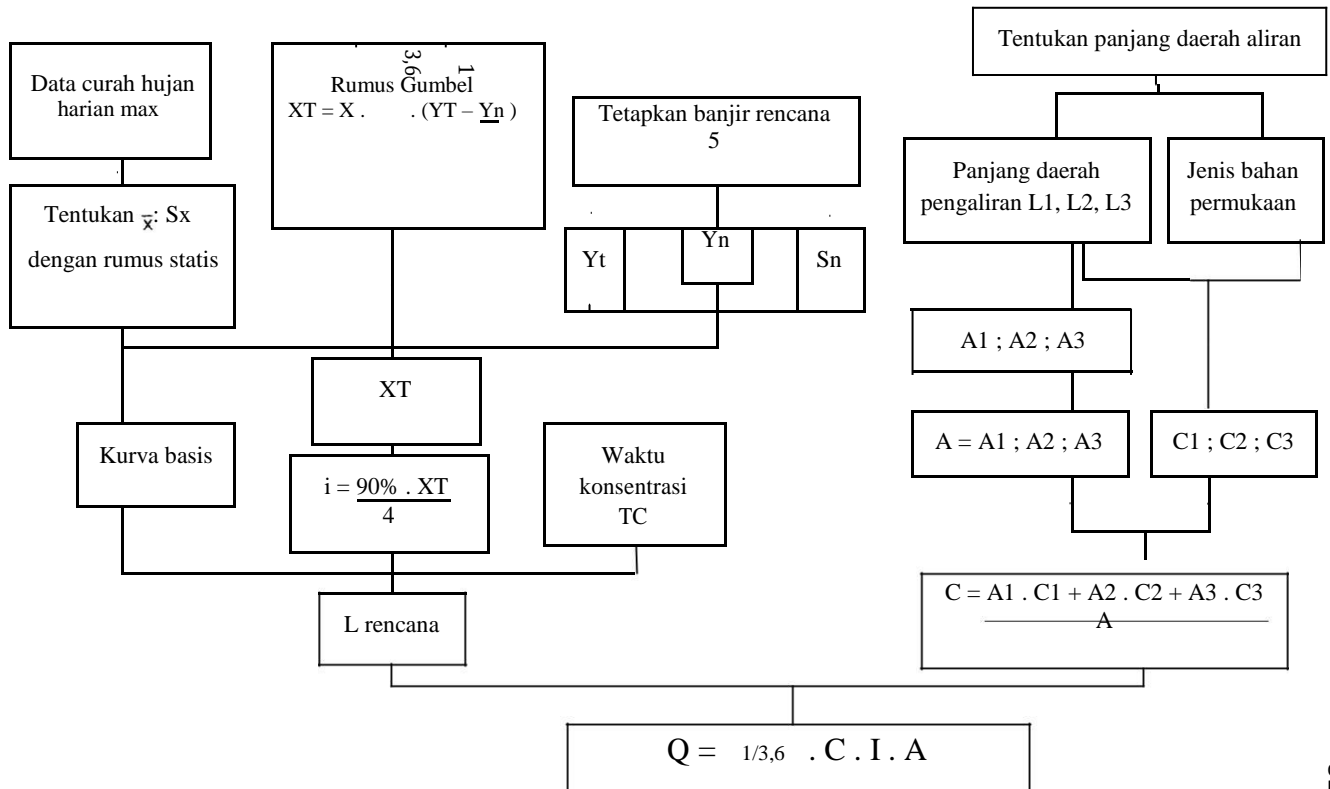 Data curah hujan
harian max
Tentukan x̄: Sx
dengan rumus statis
3,6
1
Rumus Gumbel
XT = X . . (YT – Yn )
Tetapkan banjir rencana
5
Yt
Yn
Sn
XT
Kurva basis
i = 90% . XT
4
Waktu
konsentrasi
TC
L rencana
Tentukan panjang daerah aliran
Panjang daerah
pengaliran L1, L2, L3
Jenis bahan
permukaan
A1 ; A2 ; A3
A = A1 ; A2 ; A3
C1 ; C2 ; C3
C = A1 . C1 + A2 . C2 + A3 . C3
A
Q = 1/3,6 . C . I . A